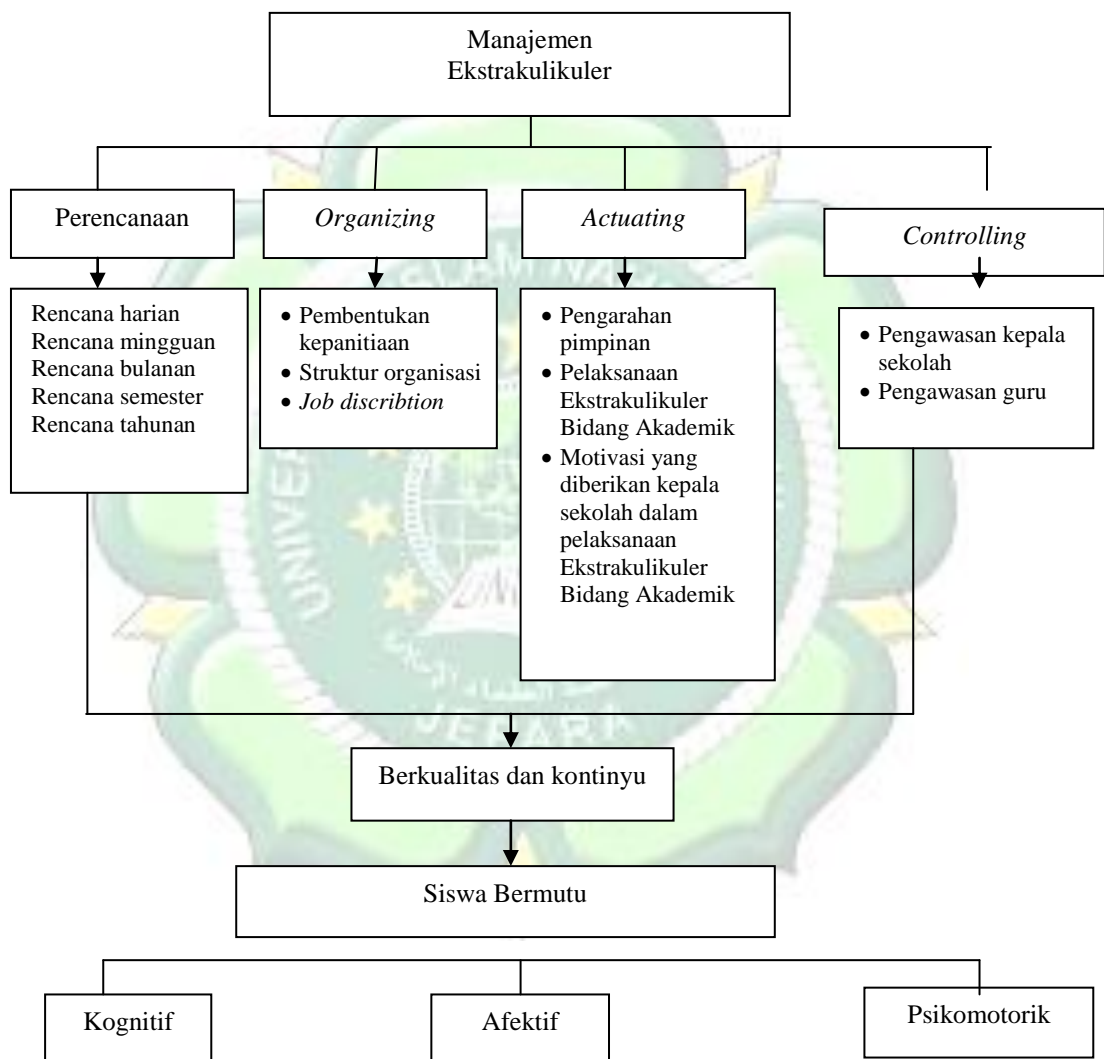 Manajemen
Ekstrakulikuler
Perencanaan
Organizing
Actuating
Controlling
Rencana harian
Rencana mingguan
Rencana bulanan
Rencana semester
Rencana tahunan
• Pembentukan
kepanitiaan
• Struktur organisasi
• Job discribtion
• Pengarahan
pimpinan
• Pelaksanaan
Ekstrakulikuler
Bidang Akademik
• Motivasi yang
diberikan kepala
sekolah dalam
pelaksanaan
Ekstrakulikuler
Bidang Akademik
• Pengawasan kepala
sekolah
• Pengawasan guru
Berkualitas dan kontinyu
Siswa Bermutu
Kognitif
Afektif
Psikomotorik
JEPARA